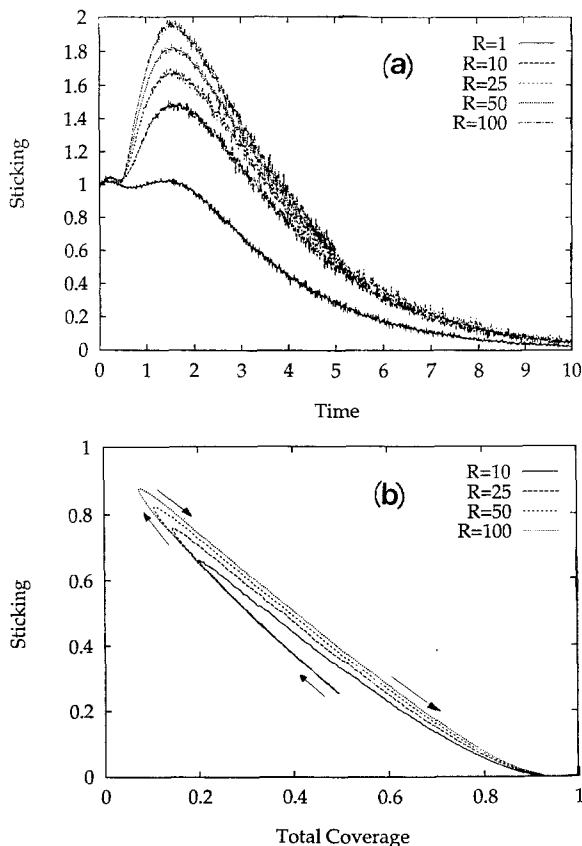 2
1.8
1.6
1.4
1.2
1
0.8
0.6
0.4
0.2
0
Sticking
(a)
R=1
R=10
R=25
R=50
R=100
0 1 2 3 4 5 6 7 8 9 10
Time
1
0.8
0.6
0.4
0.2
0
Sticking
(b)
R=10
R=25
R=50
R=100
0 0.2 0.4 0.6 0.8 1
Total Coverage